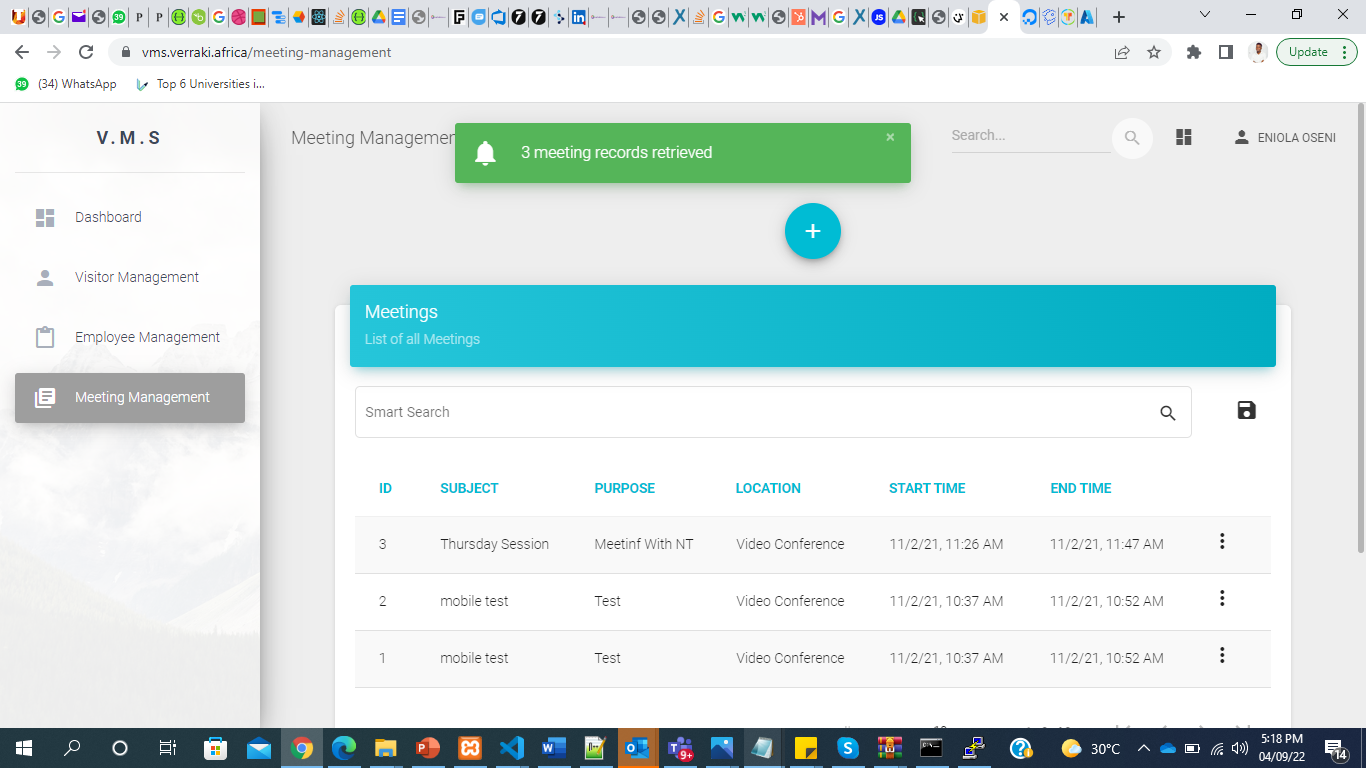 vms.verraki.africa/meeting-management
Update
39 (34) WhatsApp
Top 6 Universities i...
V.M.S
Meeting Managemen
3 meeting records retrieved
×
Search...
ENIOLA OSENI
+
Dashboard
Visitor Management
Employee Management
Meeting Management
Meetings
List of all Meetings
Smart Search
ID SUBJECT PURPOSE LOCATION START TIME END TIME
3 Thursday Session Meetinf With NT Video Conference 11/2/21, 11:26 AM 11/2/21, 11:47 AM
2 mobile test Test Video Conference 11/2/21, 10:37 AM 11/2/21, 10:52 AM
1 mobile test Test Video Conference 11/2/21, 10:37 AM 11/2/21, 10:52 AM
30°C
5:18 PM
04/09/22
14